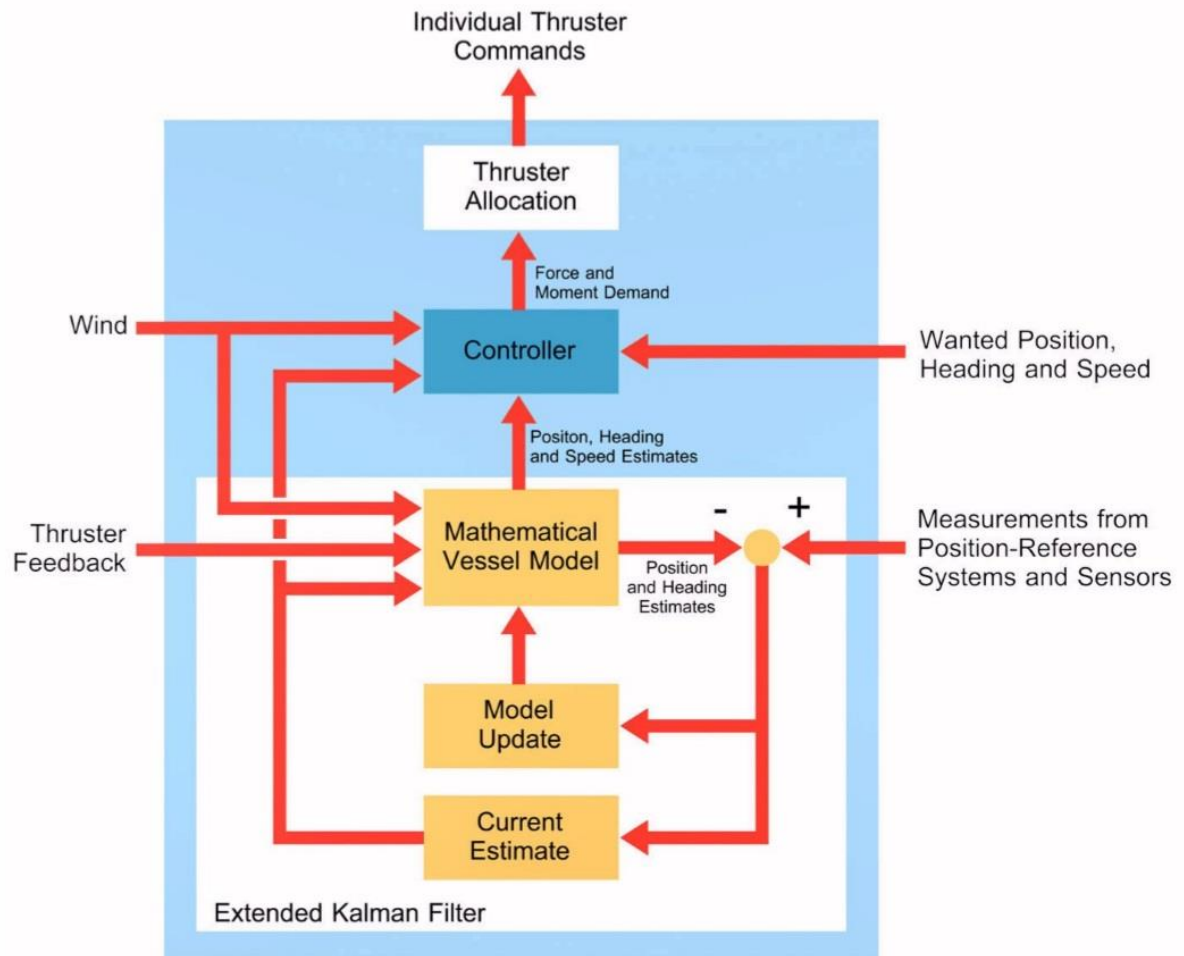 Individual Thruster
Commands
Thruster
Allocation
Force and
Moment Demand
Wind
Controller
Wanted Position,
Heading and Speed
Positon, Heading
and Speed Estimates
Thruster
Feedback
Mathematical
Vessel Model
-
+
Position
and Heading
Estimates
Measurements from
Position-Reference
Systems and Sensors
Model
Update
Current
Estimate
Extended Kalman Filter